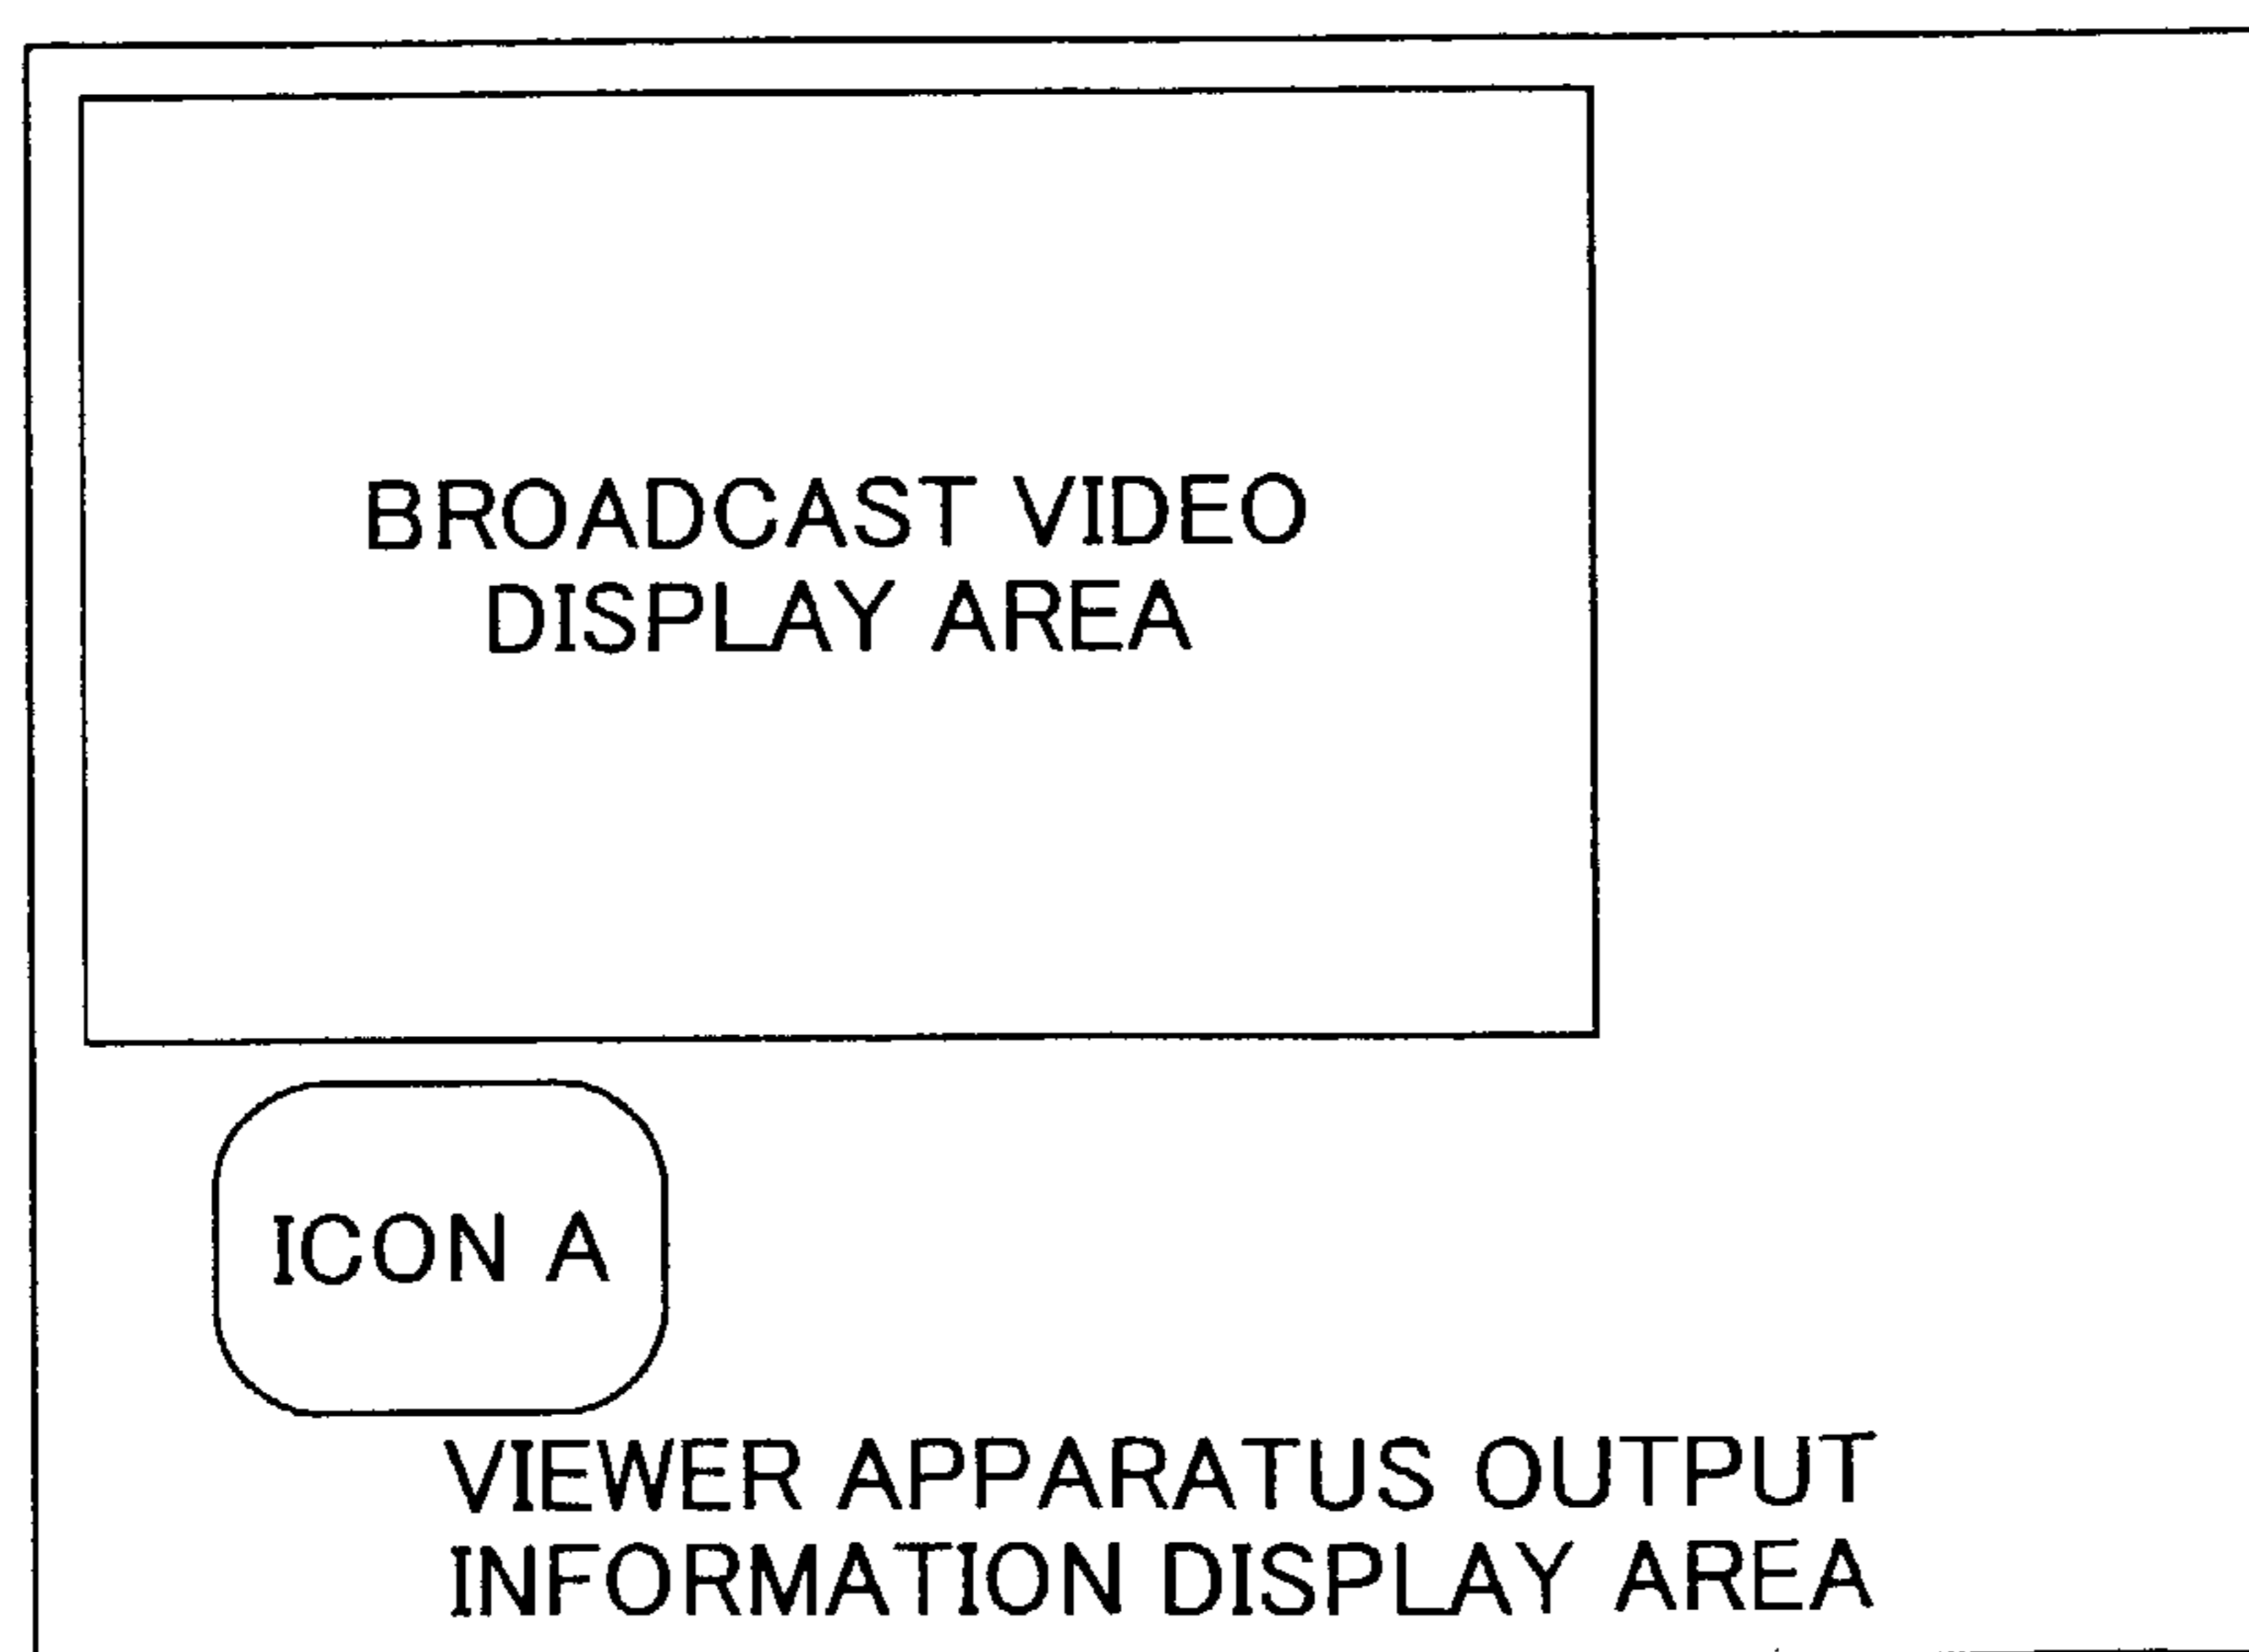 BROADCAST VIDEO
DISPLAY AREA
ICON A
VIEWER APPARATUS OUTPUT
INFORMATION DISPLAY AREA